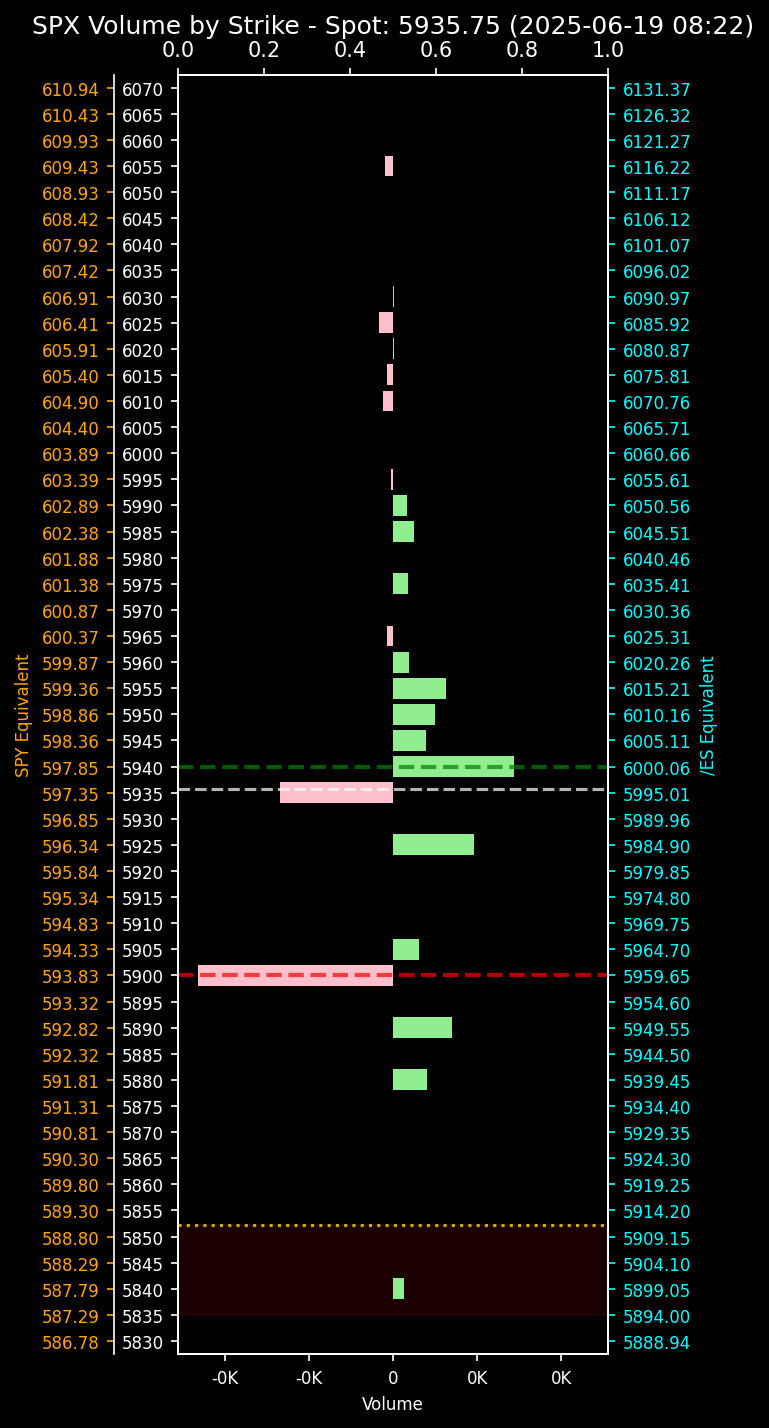 SPX Volume by Strike - Spot: 5935.75 (2025-06-19 08:22)
0.0 0.2 0.4 0.6 0.8 1.0
610.94 6070 6131.37
610.43 6065 6126.32
609.93 6060 6121.27
609.43 6055 6116.22
608.93 6050 6111.17
608.42 6045 6106.12
607.92 6040 6101.07
607.42 6035 6096.02
606.91 6030 6090.97
606.41 6025 6085.92
605.91 6020 6080.87
605.40 6015 6075.81
604.90 6010 6070.76
604.40 6005 6065.71
603.89 6000 6060.66
603.39 5995 6055.61
602.89 5990 6050.56
602.38 5985 6045.51
601.88 5980 6040.46
601.38 5975 6035.41
600.87 5970 6030.36
600.37 5965 6025.31
599.87 5960 6020.26
599.36 5955 6015.21
598.86 5950 6010.16
598.36 5945 6005.11
597.85 5940 6000.06
597.35 5935 5995.01
596.85 5930 5989.96
596.34 5925 5984.90
595.84 5920 5979.85
595.34 5915 5974.80
594.83 5910 5969.75
594.33 5905 5964.70
593.83 5900 5959.65
593.32 5895 5954.60
592.82 5890 5949.55
592.32 5885 5944.50
591.81 5880 5939.45
591.31 5875 5934.40
590.81 5870 5929.35
590.30 5865 5924.30
589.80 5860 5919.25
589.30 5855 5914.20
588.80 5850 5909.15
588.29 5845 5904.10
587.79 5840 5899.05
587.29 5835 5894.00
586.78 5830 5888.94
SPY Equivalent
/ES Equivalent
-0K -0K 0 0K 0K
Volume